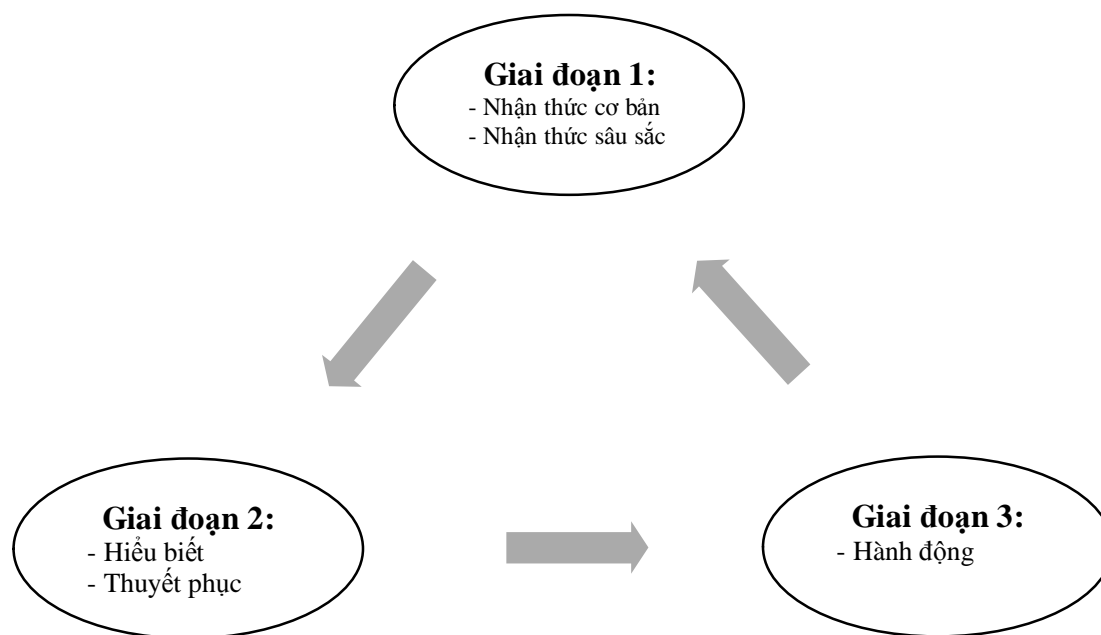 Giai đoạn 1:
- Nhận thức cơ bản
- Nhận thức sâu sắc
Giai đoạn 2:
- Hiểu biết
- Thuyết phục
Giai đoạn 3:
- Hành động